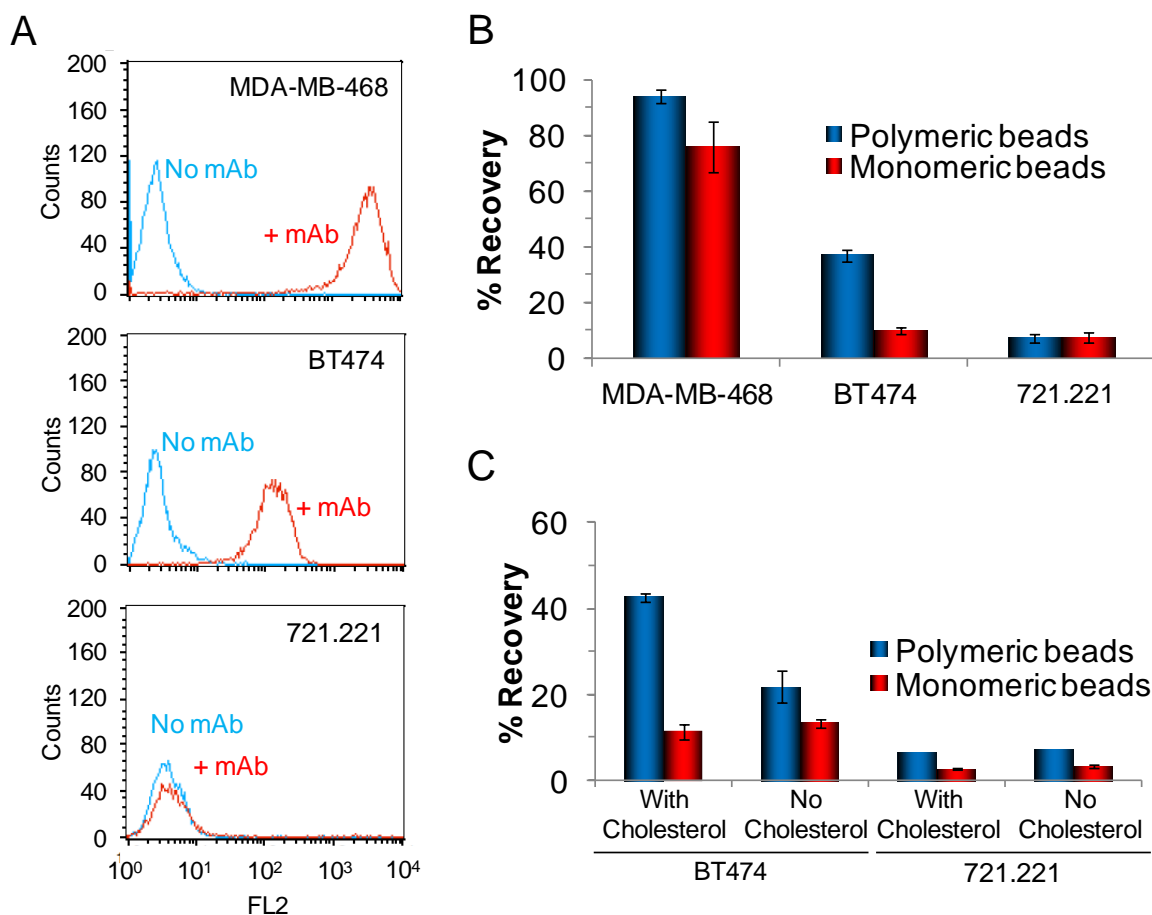 A
200
160
120
80
40
0
Counts
MDA-MB-468
No mAb
+ mAb
200
160
120
80
40
0
Counts
BT474
No mAb
+ mAb
200
160
120
80
40
0
Counts
721.221
No mAb
+ mAb
10⁰ 10¹ 10² 10³ 10⁴
FL2
B
100
80
60
40
20
0
% Recovery
Polymeric beads
Monomeric beads
MDA-MB-468 BT474 721.221
C
60
40
20
0
% Recovery
Polymeric beads
Monomeric beads
With No With No
Cholesterol Cholesterol Cholesterol Cholesterol
BT474 721.221